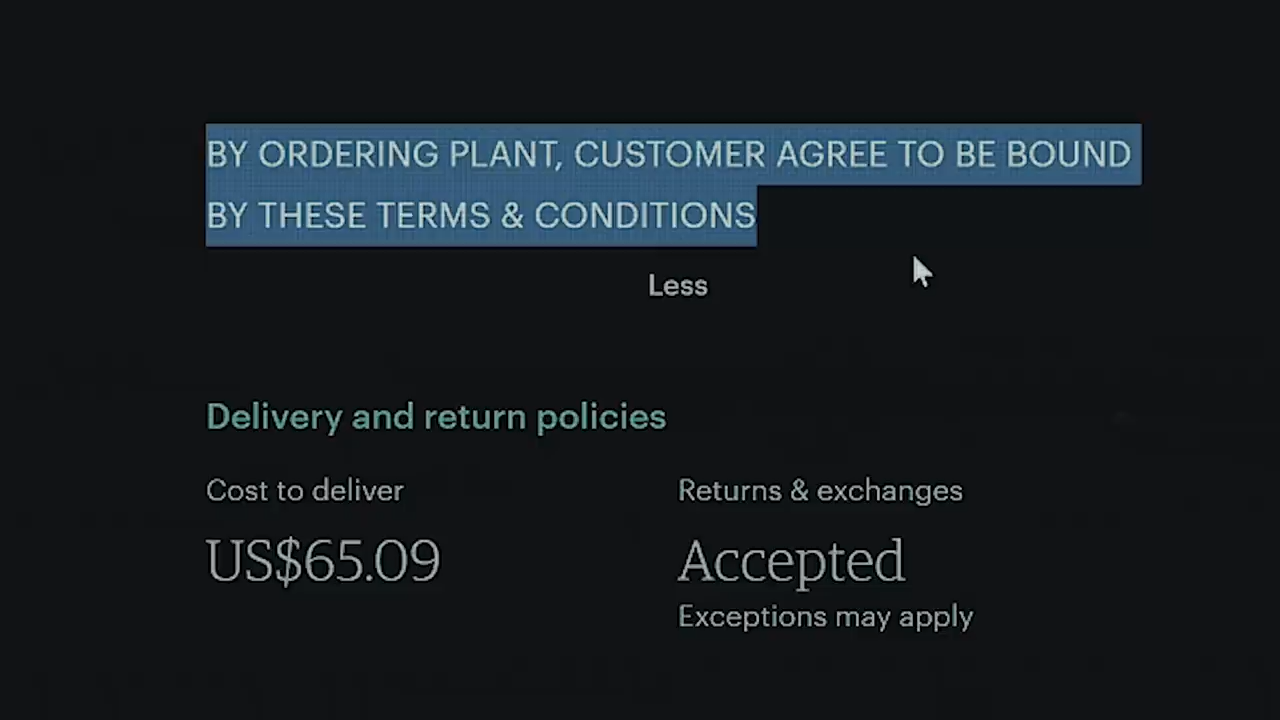 BY ORDERING PLANT, CUSTOMER AGREE TO BE BOUND
BY THESE TERMS & CONDITIONS
Less
Delivery and return policies
Cost to deliver
US$65.09
Returns & exchanges
Accepted
Exceptions may apply